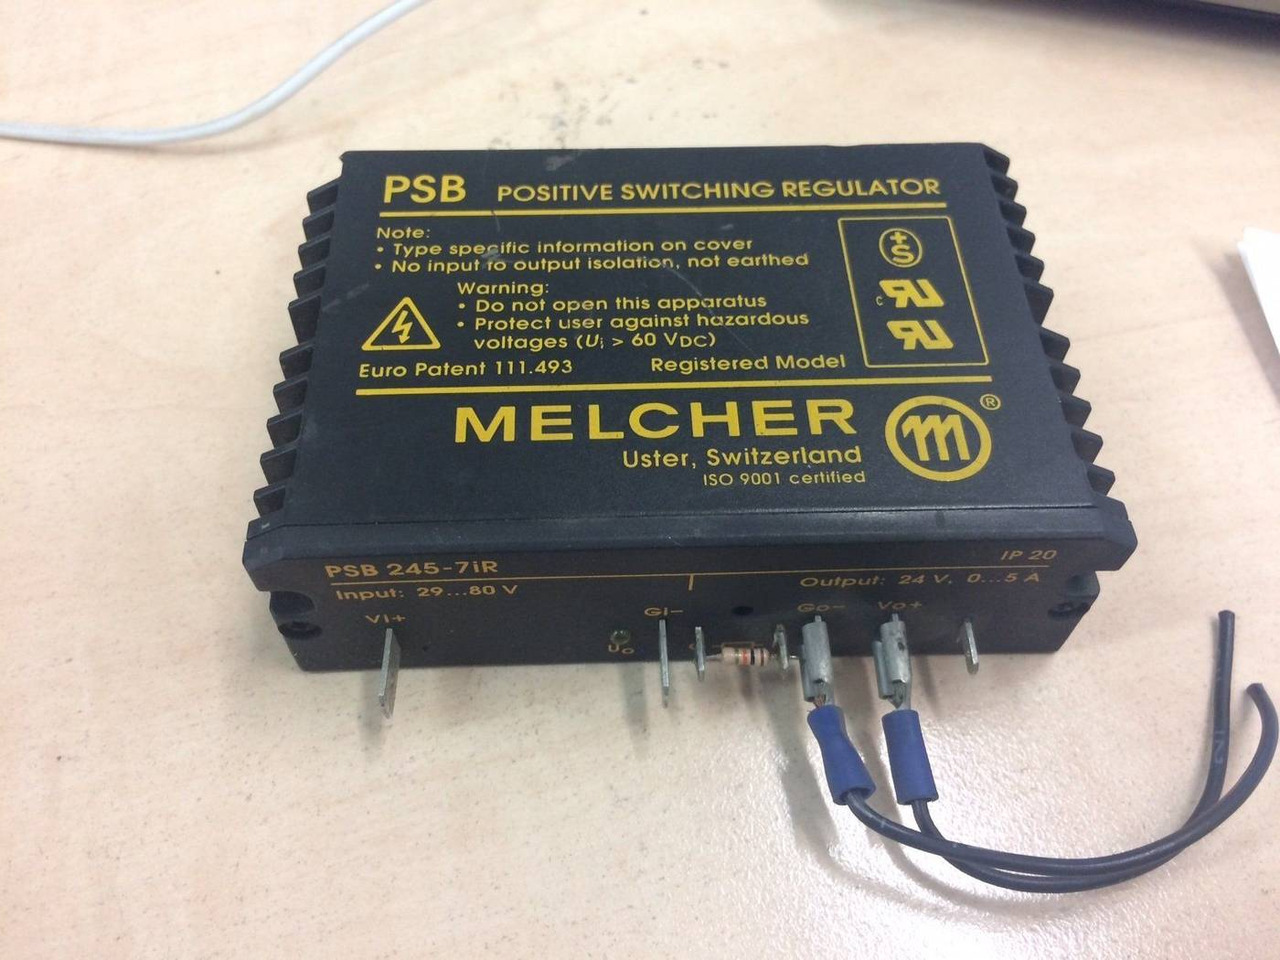 PSB POSITIVE SWITCHING REGULATOR
Note:
• Type specific information on cover
• No input to output isolation, not earthed
Warning:
• Do not open this apparatus
• Protect user against hazardous
voltages (Ui > 60 VDC)
Euro Patent 111.493 Registered Model
+S
c RU
RU
MELCHER
m ®
Uster, Switzerland
ISO 9001 certified
PSB 245-7iR IP 20
Input: 29...80 V Output: 24 V. 0...5 A
Vi+ Gi− Go− Vo+
Uo